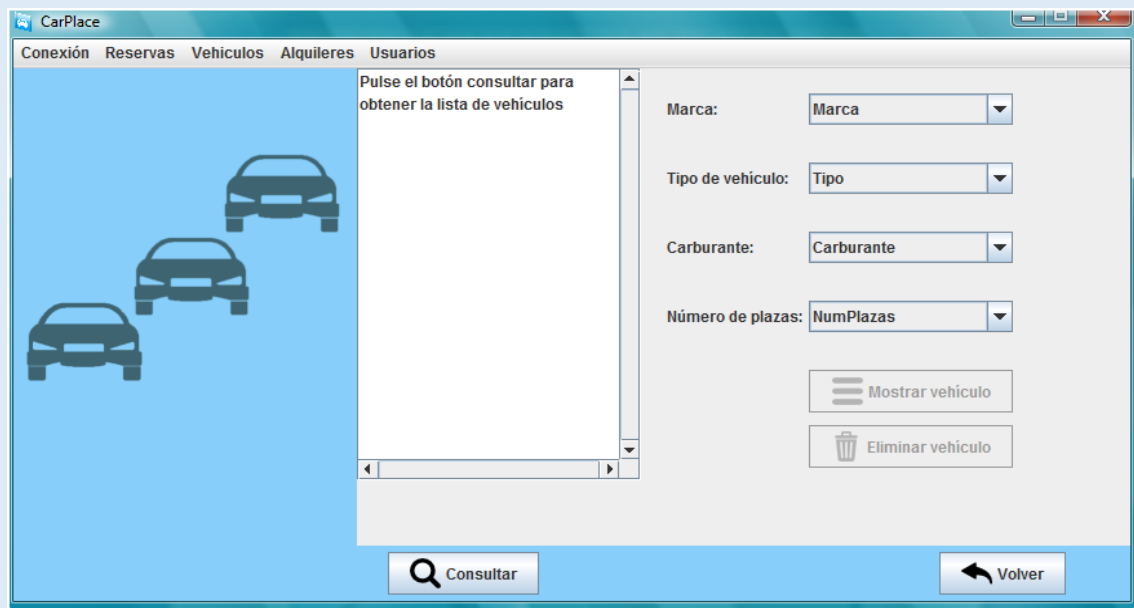 CarPlace
Conexión Reservas Vehiculos Alquileres Usuarios
Pulse el botón consultar para
obtener la lista de vehículos
Marca: Marca
Tipo de vehículo: Tipo
Carburante: Carburante
Número de plazas: NumPlazas
Mostrar vehículo
Eliminar vehículo
Consultar
Volver